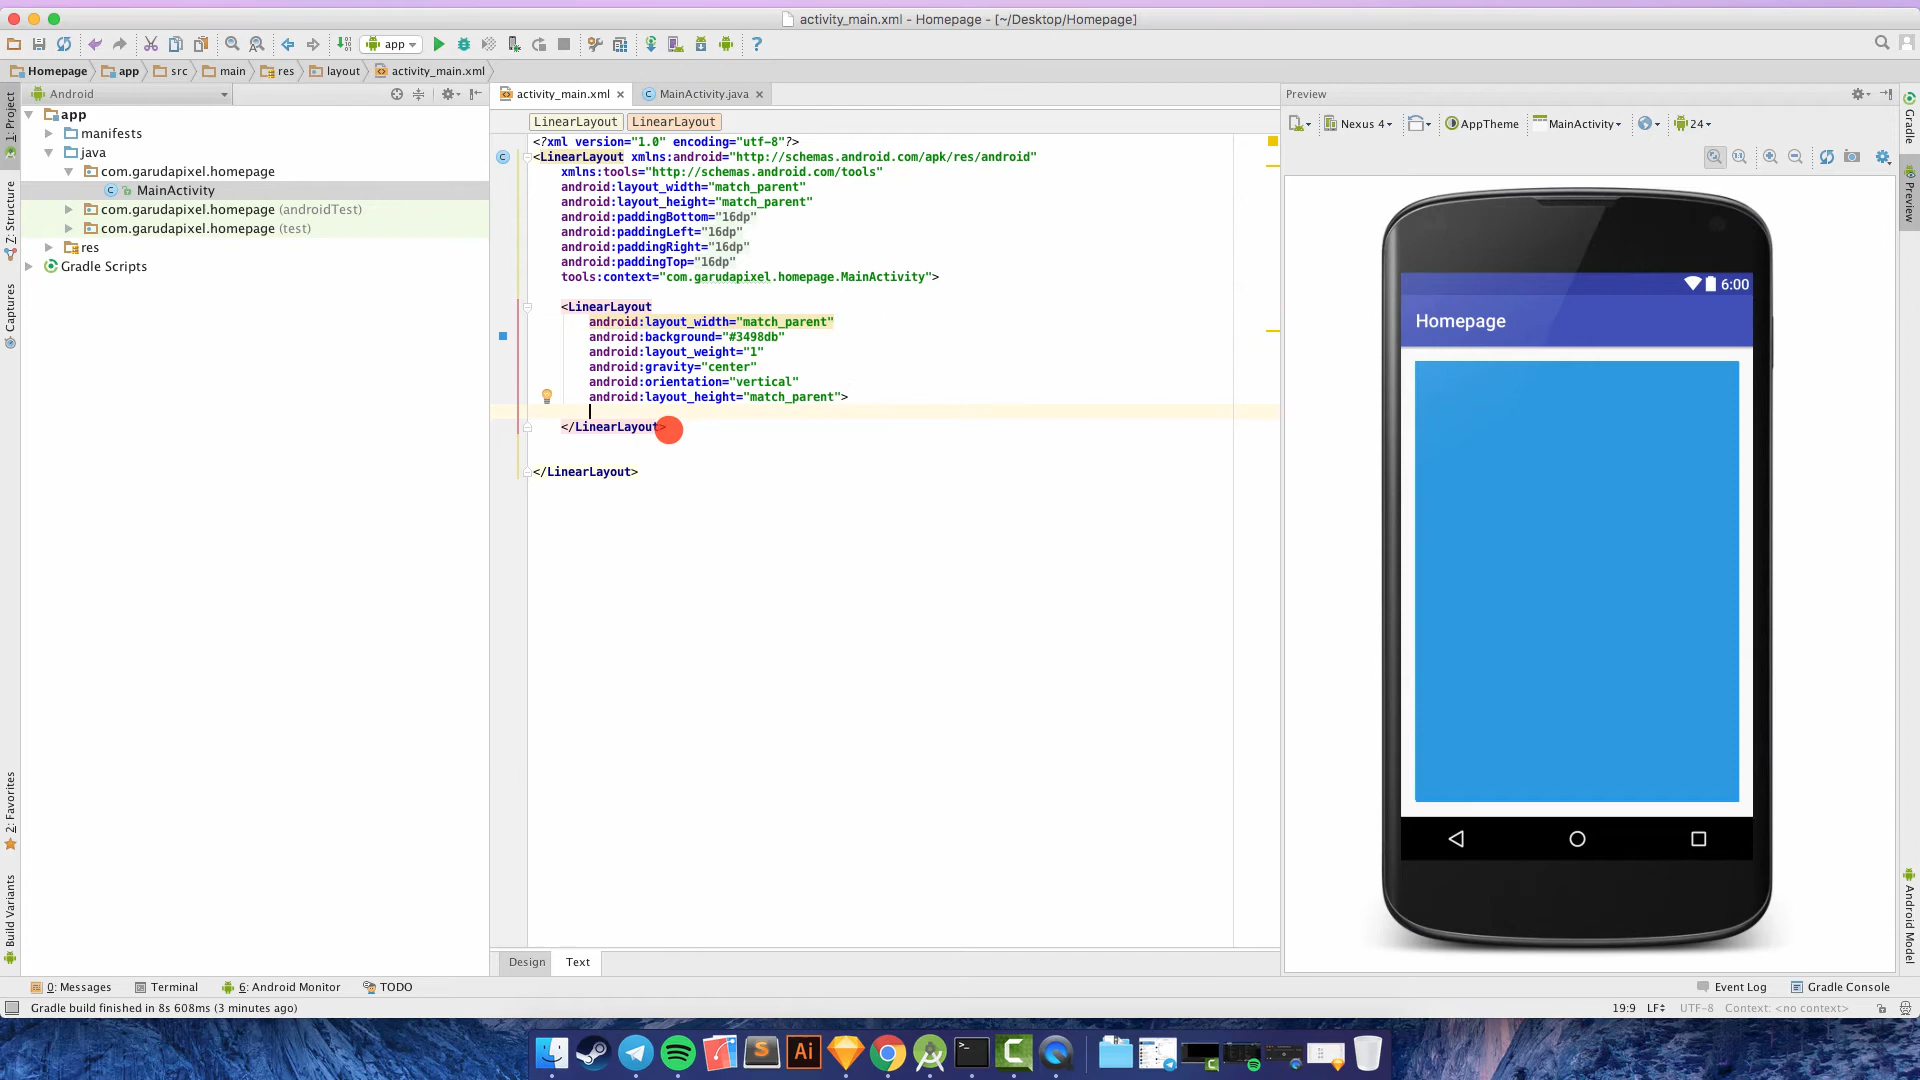 activity_main.xml - Homepage - [~/Desktop/Homepage]
app
Homepage app src main res layout activity_main.xml
Android
activity_main.xml MainActivity.java
Preview
1: Project
Z: Structure
Captures
2: Favorites
Build Variants
app
manifests
java
com.garudapixel.homepage
MainActivity
com.garudapixel.homepage (androidTest)
com.garudapixel.homepage (test)
res
Gradle Scripts
LinearLayout LinearLayout
<?xml version="1.0" encoding="utf-8"?>
<LinearLayout xmlns:android="http://schemas.android.com/apk/res/android"
xmlns:tools="http://schemas.android.com/tools"
android:layout_width="match_parent"
android:layout_height="match_parent"
android:paddingBottom="16dp"
android:paddingLeft="16dp"
android:paddingRight="16dp"
android:paddingTop="16dp"
tools:context="com.garudapixel.homepage.MainActivity">
<LinearLayout
android:layout_width="match_parent"
android:background="#3498db"
android:layout_weight="1"
android:gravity="center"
android:orientation="vertical"
android:layout_height="match_parent">
</LinearLayout>
</LinearLayout>
Design Text
Nexus 4 AppTheme MainActivity 24
6:00
Homepage
Gradle
Preview
Android Model
0: Messages Terminal 6: Android Monitor TODO
Event Log Gradle Console
Gradle build finished in 8s 608ms (3 minutes ago)
19:9 LF UTF-8 Context: <no context>
Ai